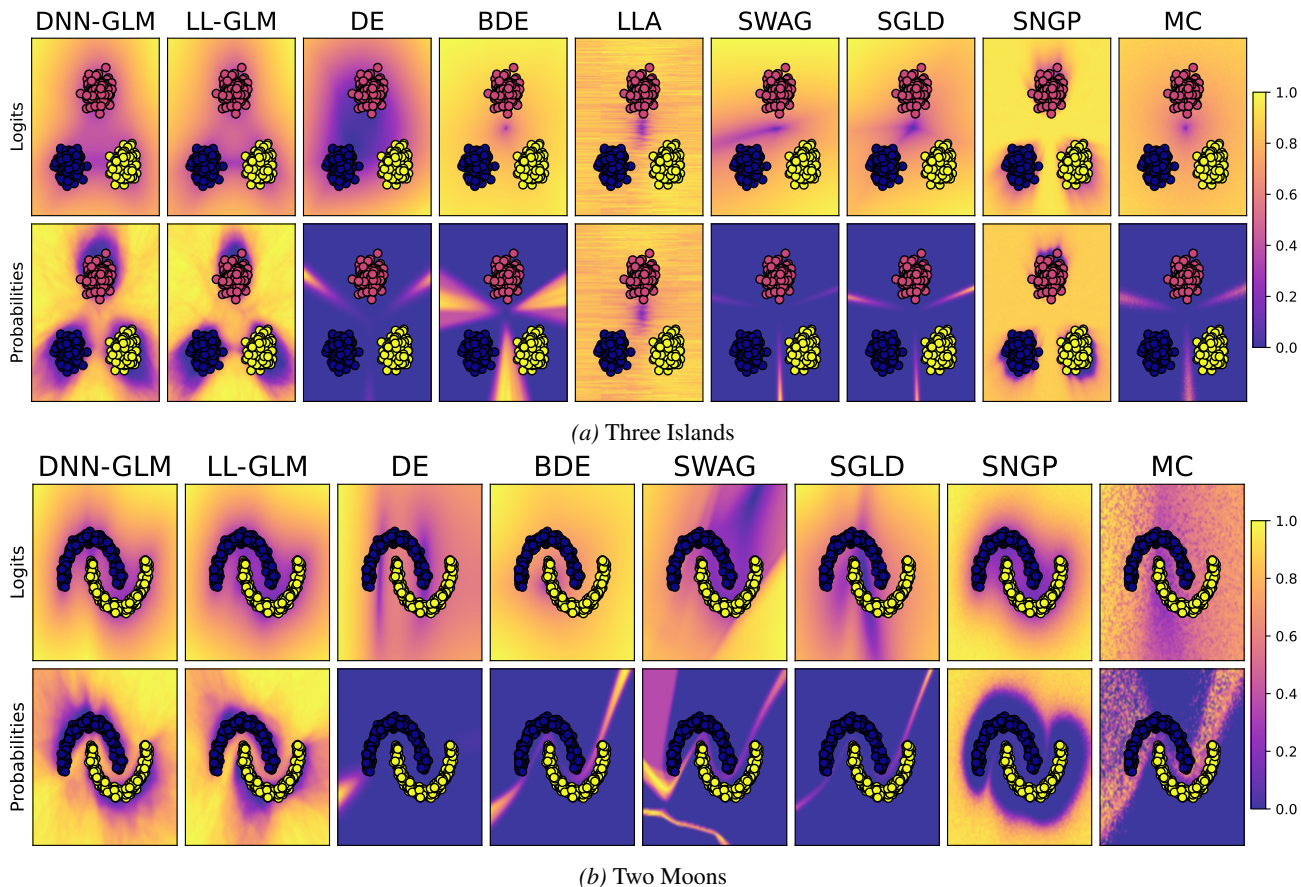 DNN-GLM LL-GLM DE BDE LLA SWAG SGLD SNGP MC
Logits
1.0
0.8
0.6
0.4
0.2
0.0
Probabilities
(a) Three Islands
DNN-GLM LL-GLM DE BDE SWAG SGLD SNGP MC
Logits
1.0
0.8
0.6
0.4
0.2
0.0
Probabilities
(b) Two Moons